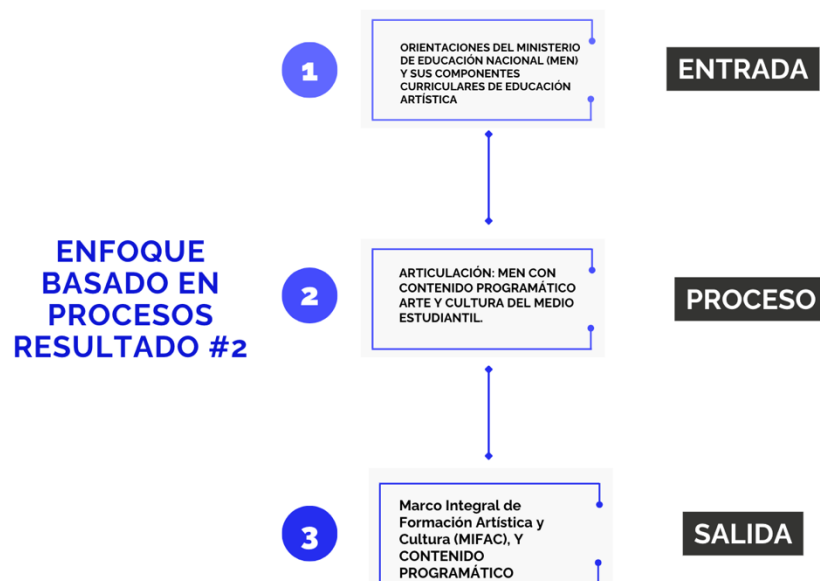 1
ORIENTACIONES DEL MINISTERIO
DE EDUCACIÓN NACIONAL (MEN)
Y SUS COMPONENTES
CURRICULARES DE EDUCACIÓN
ARTÍSTICA
ENTRADA
ENFOQUE
BASADO EN
PROCESOS
RESULTADO #2
2
ARTICULACIÓN: MEN CON
CONTENIDO PROGRAMÁTICO
ARTE Y CULTURA DEL MEDIO
ESTUDIANTIL.
PROCESO
3
Marco Integral de
Formación Artística y
Cultura (MIFAC), Y
CONTENIDO
PROGRAMÁTICO
SALIDA